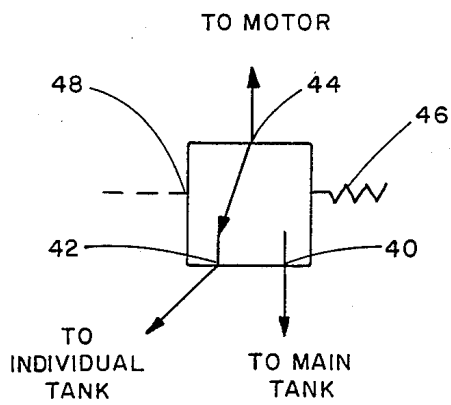 TO MOTOR
48
44
46
42
40
TO
INDIVIDUAL
TANK
TO MAIN
TANK